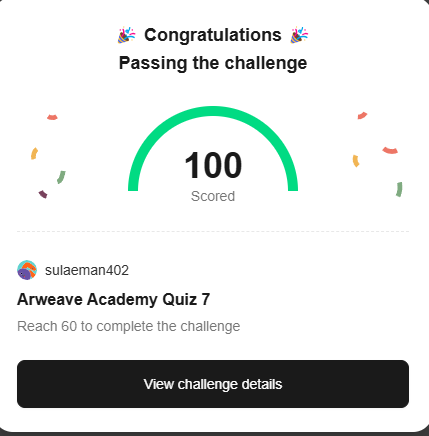 🎉 Congratulations 🎉
Passing the challenge
100
Scored
sulaeman402
Arweave Academy Quiz 7
Reach 60 to complete the challenge
View challenge details